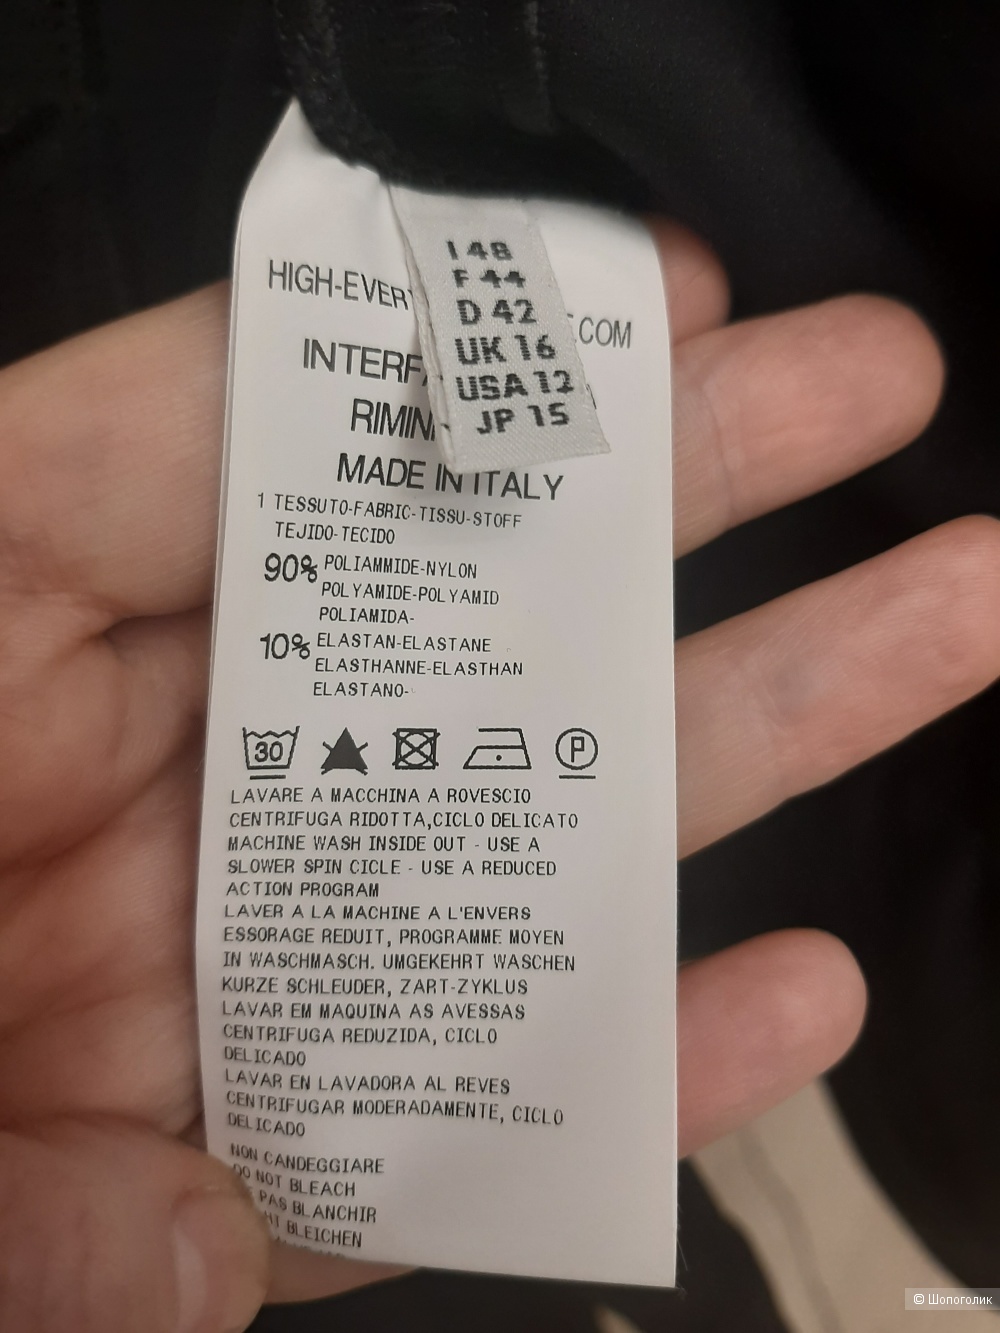 I 48
F 44
D 42
UK 16
USA 12
JP 15
.COM
MADE IN ITALY
1 TESSUTO-FABRIC-TISSU-STOFF
TEJIDO-TECIDO
90% POLIAMMIDE-NYLON
POLYAMIDE-POLYAMID
POLIAMIDA-
10% ELASTAN-ELASTANE
ELASTHANNE-ELASTHAN
ELASTANO-
30
P
LAVARE A MACCHINA A ROVESCIO
CENTRIFUGA RIDOTTA,CICLO DELICATO
MACHINE WASH INSIDE OUT - USE A
SLOWER SPIN CICLE - USE A REDUCED
ACTION PROGRAM
LAVER A LA MACHINE A L'ENVERS
ESSORAGE REDUIT, PROGRAMME MOYEN
IN WASCHMASCH. UMGEKEHRT WASCHEN
KURZE SCHLEUDER, ZART-ZYKLUS
LAVAR EM MAQUINA AS AVESSAS
CENTRIFUGA REDUZIDA, CICLO
DELICADO
LAVAR EN LAVADORA AL REVES
CENTRIFUGAR MODERADAMENTE, CICLO
DELICADO
NON CANDEGGIARE
DO NOT BLEACH
PAS BLANCHIR
BLEICHEN
© Шопоголик